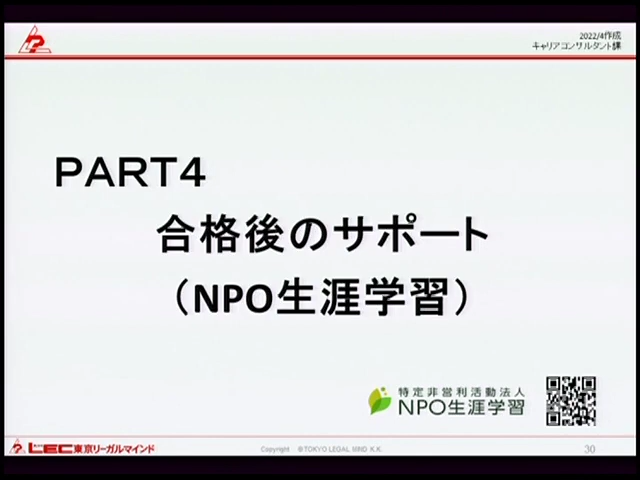 2022/4作成
キャリアコンサルタント課
PART4
合格後のサポート
（NPO生涯学習）
特定非営利活動法人
NPO生涯学習
LEC東京リーガルマインド
Copyright ©TOKYO LEGAL MIND K.K.
30